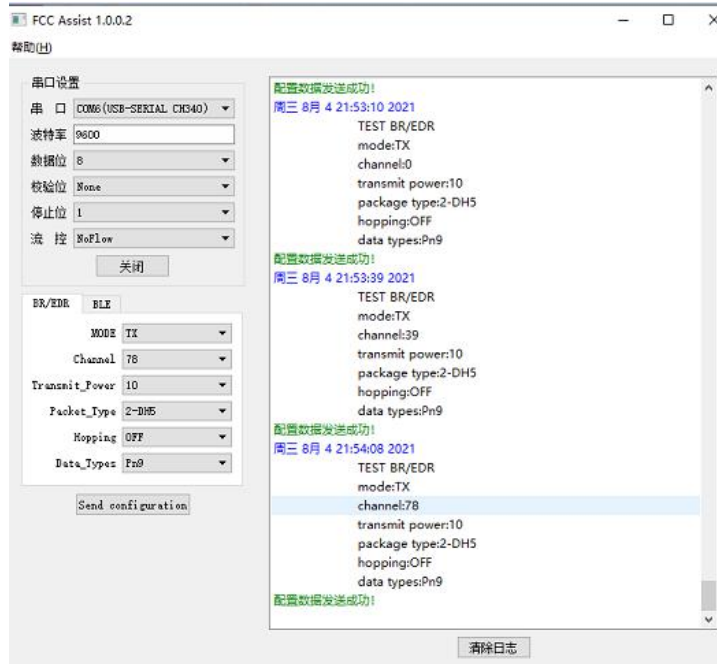 FCC Assist 1.0.0.2
帮助(H)
串口设置
串 口 COM6(USB-SERIAL CH340)
波特率 9600
数据位 8
校验位 None
停止位 1
流 控 NoFlow
关闭
BR/EDR BLE
MODE TX
Channel 78
Transmit_Power 10
Packet_Type 2-DH5
Hopping OFF
Data_Types Pn9
Send configuration
配置数据发送成功!
周三 8月 4 21:53:10 2021
TEST BR/EDR
mode:TX
channel:0
transmit power:10
package type:2-DH5
hopping:OFF
data types:Pn9
配置数据发送成功!
周三 8月 4 21:53:39 2021
TEST BR/EDR
mode:TX
channel:39
transmit power:10
package type:2-DH5
hopping:OFF
data types:Pn9
配置数据发送成功!
周三 8月 4 21:54:08 2021
TEST BR/EDR
mode:TX
channel:78
transmit power:10
package type:2-DH5
hopping:OFF
data types:Pn9
配置数据发送成功!
清除日志